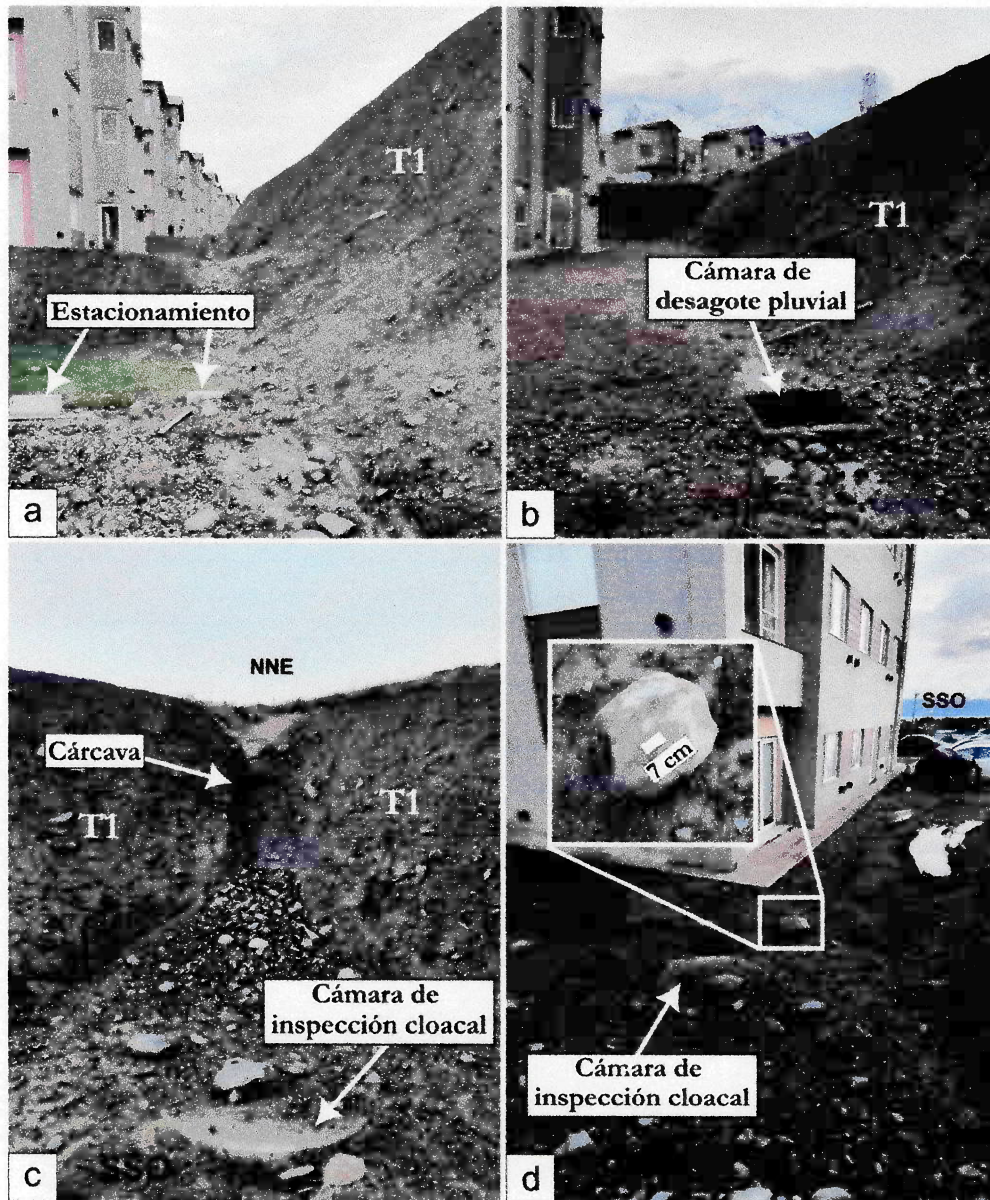 T1
Estacionamiento
a
T1
Cámara de
desagote pluvial
b
NNE
Cárcava
T1
T1
Cámara de
inspección cloacal
SSO
c
SSO
7 cm
Cámara de
inspección cloacal
d